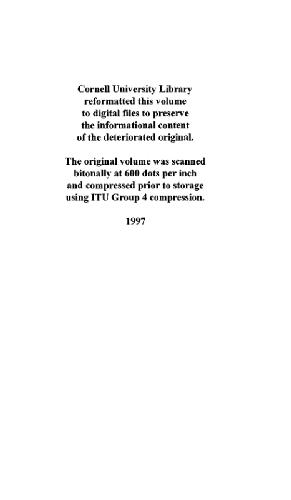 Cornell University Library
reformatted this volume
to digital files to preserve
the informational content
of the deteriorated original.
The original volume was scanned
bitonally at 600 dots per inch
and compressed prior to storage
using ITU Group 4 compression.
1997